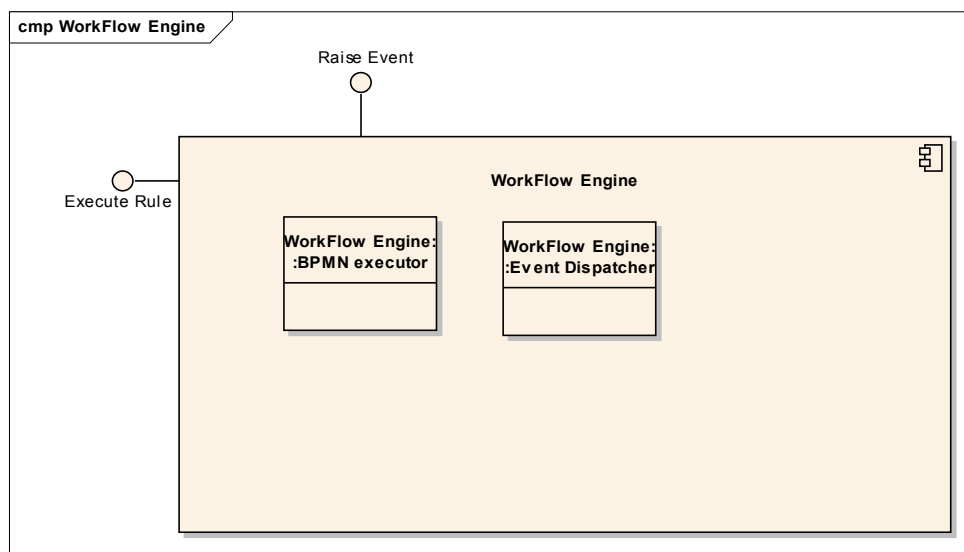 cmp WorkFlow Engine
Raise Event
Execute Rule
WorkFlow Engine
WorkFlow Engine:
:BPMN executor
WorkFlow Engine:
:Event Dispatcher